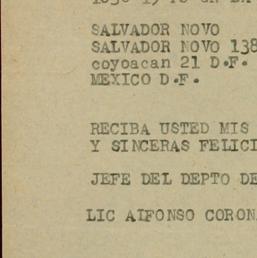 SALVADOR NOVO
SALVADOR NOVO 138
coyoacan 21 D.F.
MEXICO D.F.
RECIBA USTED MIS
Y SINCERAS FELICI
JEFE DEL DEPTO DE
LIC AIFONSO CORON